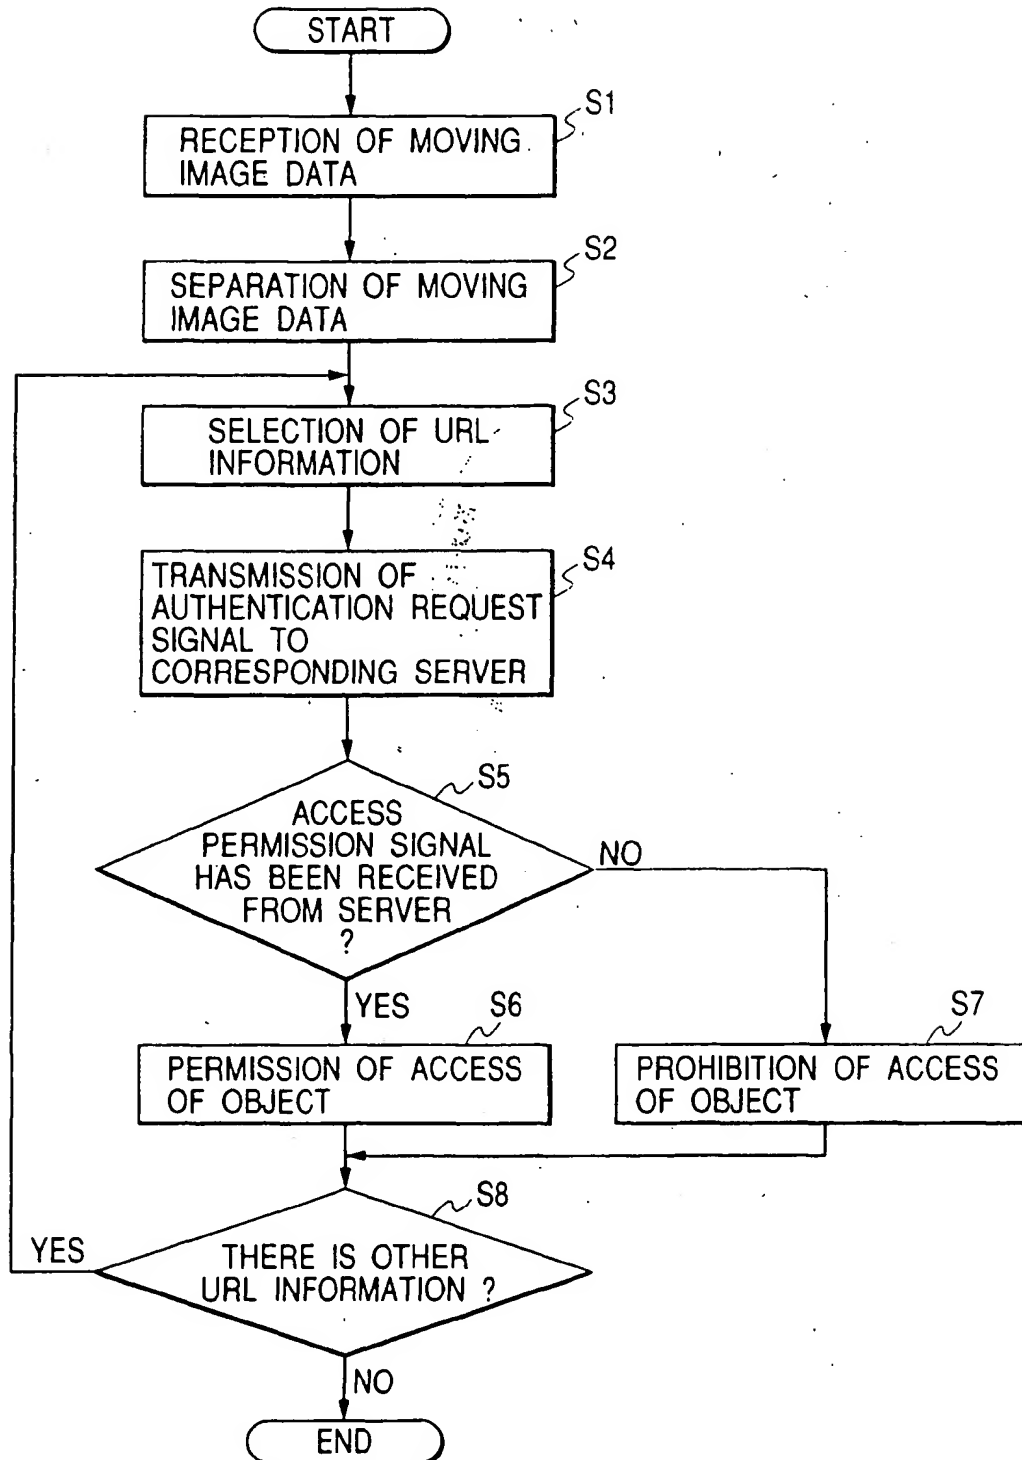 START
S1
RECEPTION OF MOVING
IMAGE DATA
S2
SEPARATION OF MOVING
IMAGE DATA
S3
SELECTION OF URL
INFORMATION
S4
TRANSMISSION OF
AUTHENTICATION REQUEST
SIGNAL TO
CORRESPONDING SERVER
S5
ACCESS
PERMISSION SIGNAL
HAS BEEN RECEIVED
FROM SERVER
?
NO
YES
S6
PERMISSION OF ACCESS
OF OBJECT
S7
PROHIBITION OF ACCESS
OF OBJECT
S8
THERE IS OTHER
URL INFORMATION ?
YES
NO
END